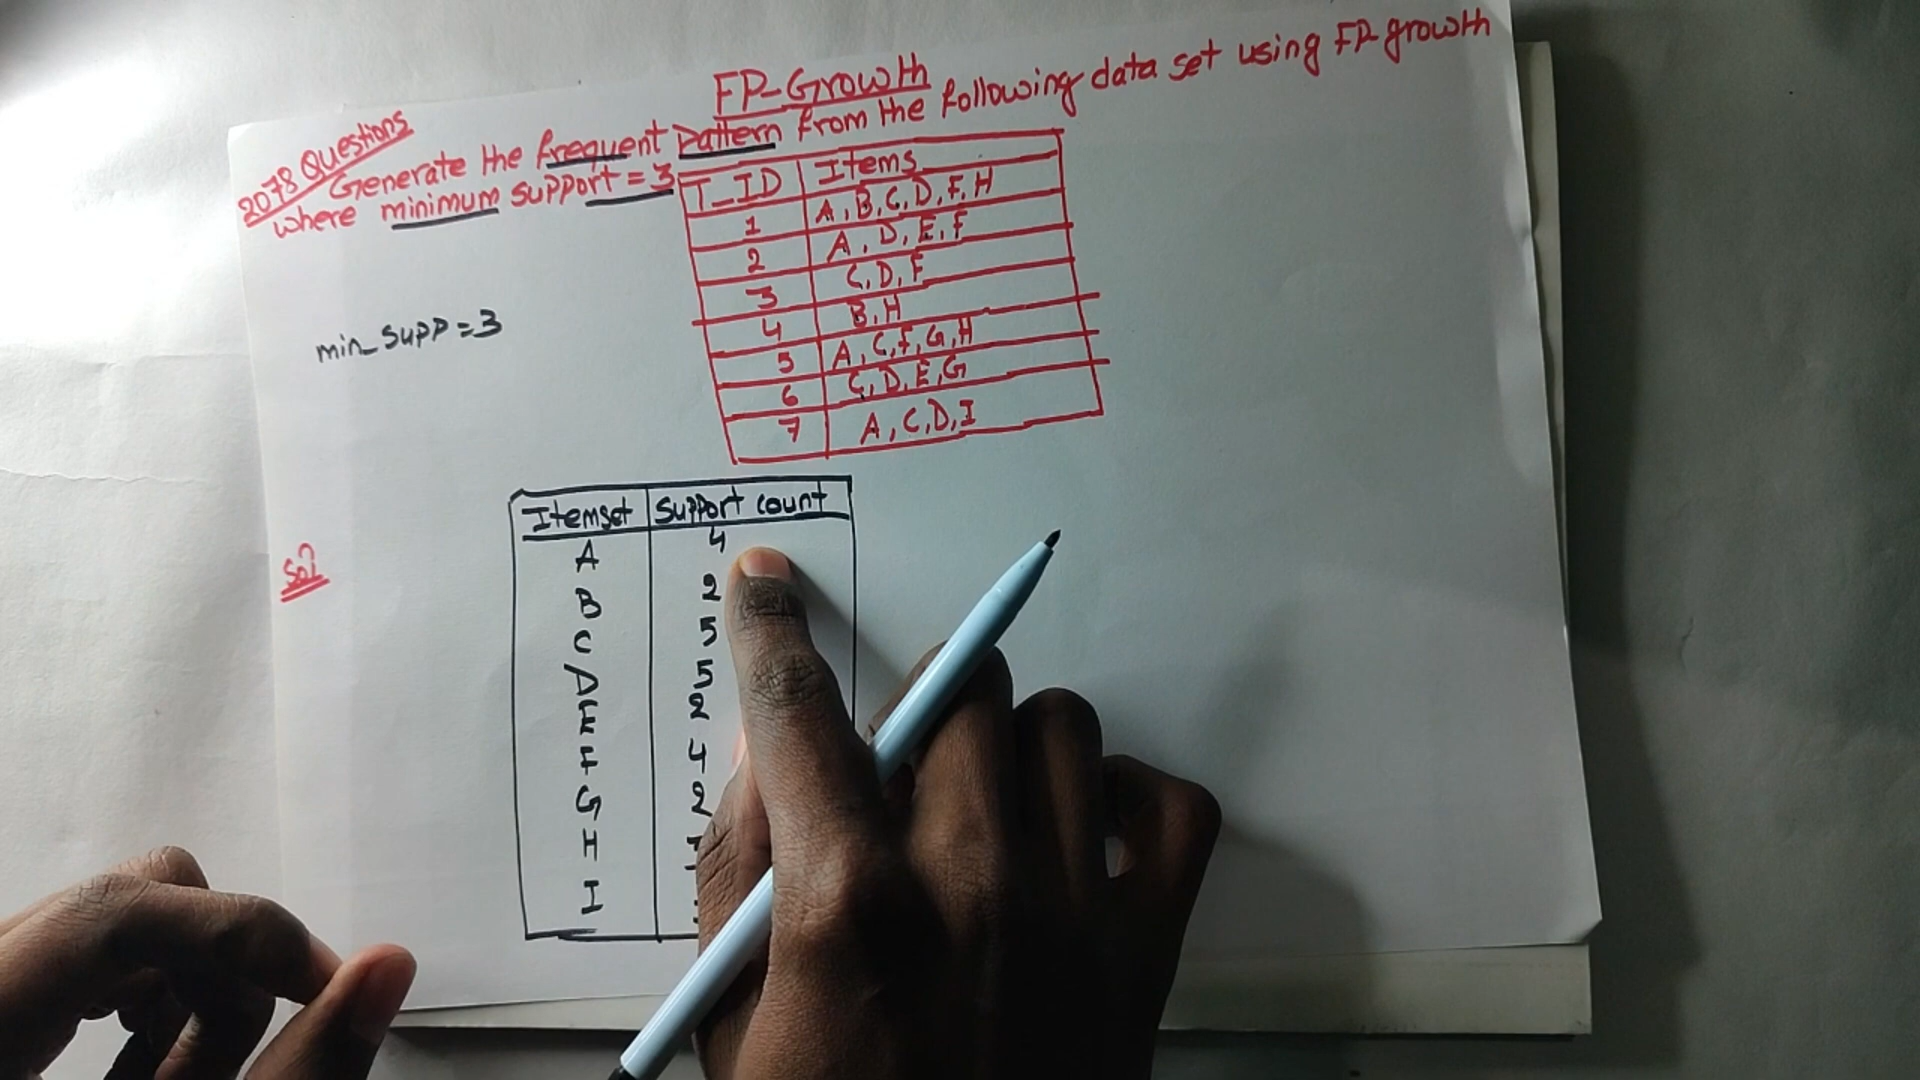 FP-Growth
2078 Questions
Generate the frequent pattern from the following data set using FP growth
where minimum support = 3
T_ID Items
1 A, B, C, D, F, H
2 A, D, E, F
3 C, D, F
4 B, H
5 A, C, F, G, H
6 C, D, E, G
7 A, C, D, I
min_supp = 3
Itemset Support count
Sol
A 4
B 2
C 5
D 5
E 2
F 4
G 2
H
I